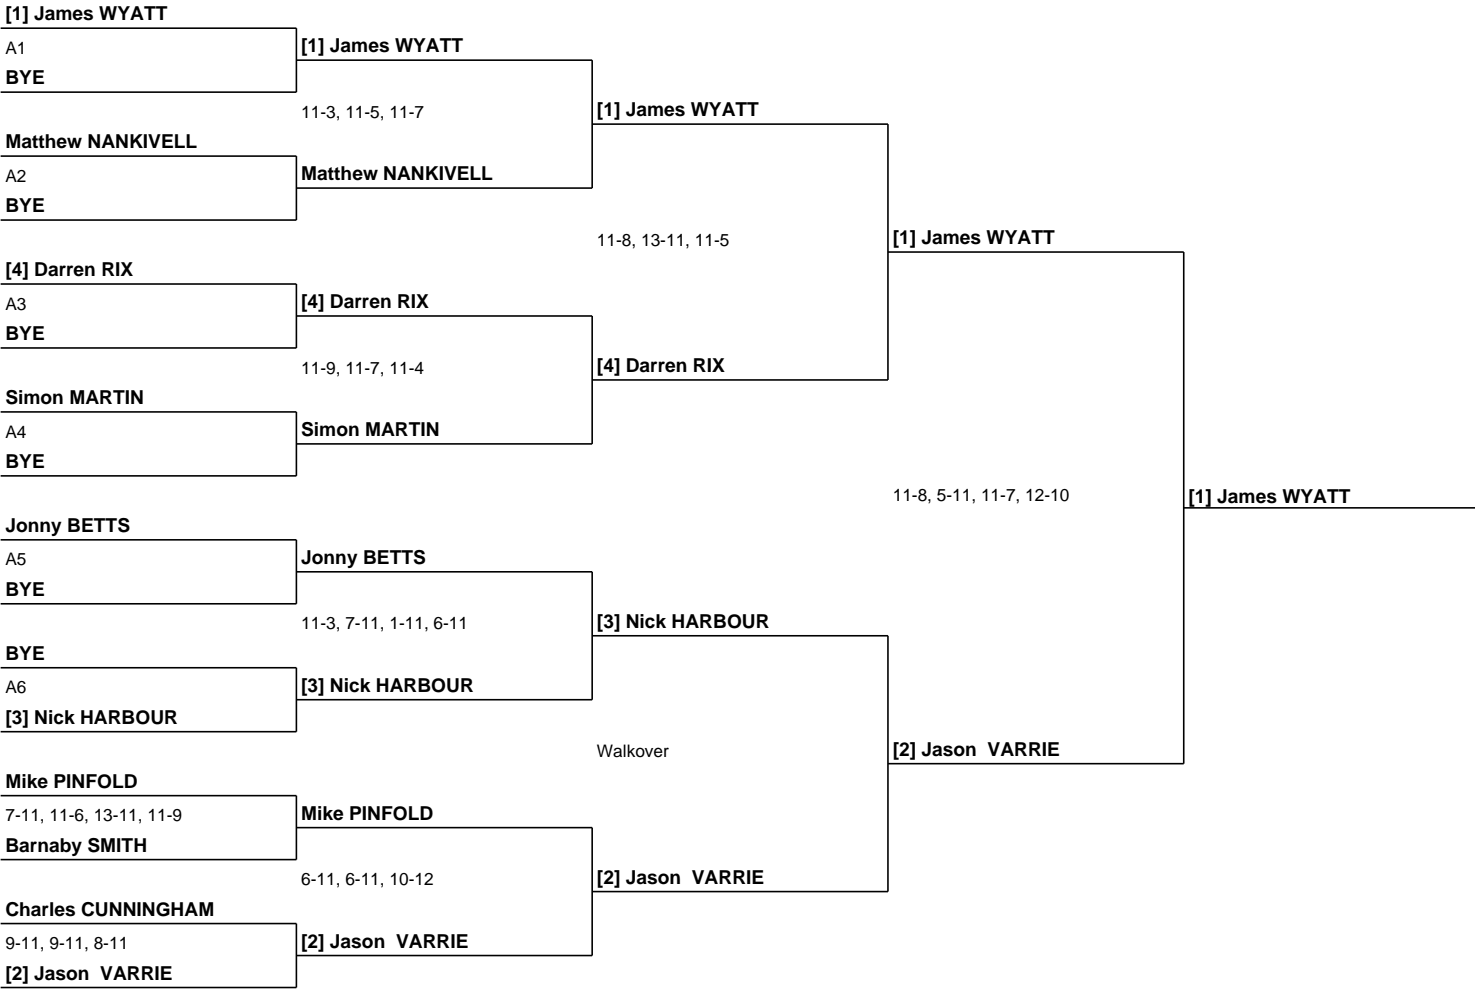 [1] James WYATT
A1
BYE
[1] James WYATT
11-3, 11-5, 11-7
Matthew NANKIVELL
A2
BYE
Matthew NANKIVELL
[1] James WYATT
11-8, 13-11, 11-5
[4] Darren RIX
A3
BYE
[4] Darren RIX
11-9, 11-7, 11-4
Simon MARTIN
A4
BYE
Simon MARTIN
[4] Darren RIX
[1] James WYATT
11-8, 5-11, 11-7, 12-10
[1] James WYATT
Jonny BETTS
A5
BYE
Jonny BETTS
11-3, 7-11, 1-11, 6-11
BYE
A6
[3] Nick HARBOUR
[3] Nick HARBOUR
[3] Nick HARBOUR
Walkover
[2] Jason  VARRIE
Mike PINFOLD
7-11, 11-6, 13-11, 11-9
Barnaby SMITH
Mike PINFOLD
6-11, 6-11, 10-12
Charles CUNNINGHAM
9-11, 9-11, 8-11
[2] Jason  VARRIE
[2] Jason  VARRIE
[2] Jason  VARRIE